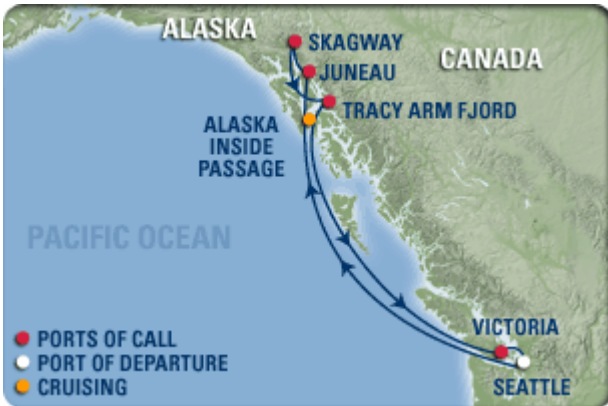 ALASKA
SKAGWAY
CANADA
JUNEAU
TRACY ARM FJORD
ALASKA
INSIDE
PASSAGE
PACIFIC OCEAN
VICTORIA
SEATTLE
PORTS OF CALL
PORT OF DEPARTURE
CRUISING